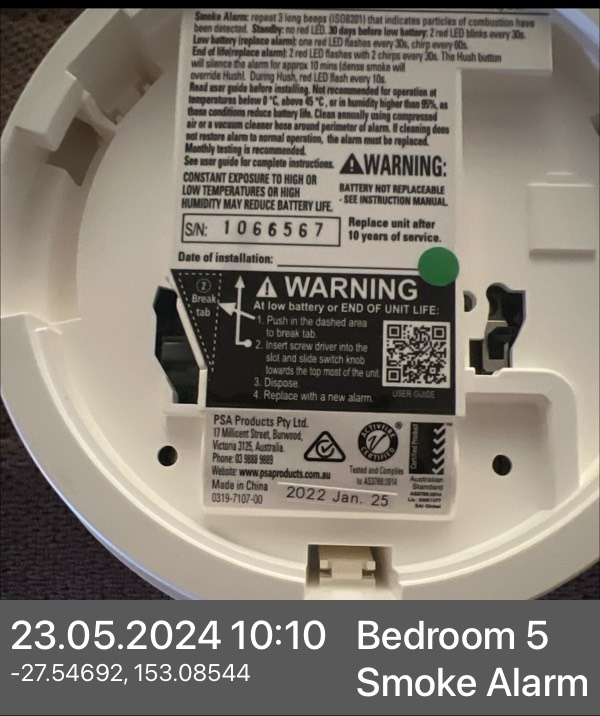 Smoke Alarm: repeat 3 long beeps (ISO8201) that indicates particles of combustion have
been detected. Standby: no red LED. 30 days before low battery: 2 red LED blinks every 30s.
Low battery (replace alarm): one red LED flashes every 30s, chirp every 60s.
End of life(replace alarm): 2 red LED flashes with 2 chirps every 30s. The Hush button
will silence the alarm for approx 10 mins (dense smoke will
override Hush). During Hush, red LED flash every 10s.
Read user guide before installing. Not recommended for operation at
temperatures below 0 °C, above 45 °C, or in humidity higher than 95%, as
these conditions reduce battery life. Clean annually using compressed
air or a vacuum cleaner hose around perimeter of alarm. If cleaning does
not restore alarm to normal operation, the alarm must be replaced.
Monthly testing is recommended.
See user guide for complete instructions.
CONSTANT EXPOSURE TO HIGH OR
LOW TEMPERATURES OR HIGH
HUMIDITY MAY REDUCE BATTERY LIFE.
WARNING:
BATTERY NOT REPLACEABLE
- SEE INSTRUCTION MANUAL
S/N: 1066567
Replace unit after
10 years of service.
Date of installation:
2
Break
tab
WARNING
At low battery or END OF UNIT LIFE:
1. Push in the dashed area
to break tab.
2. Insert screw driver into the
slot and slide switch knob
towards the top most of the unit.
3. Dispose.
4. Replace with a new alarm.
USER GUIDE
PSA Products Pty Ltd.
17 Millicent Street, Burwood,
Victoria 3125, Australia.
Phone: 03 9888 9889
Website: www.psaproducts.com.au
Made in China
0319-7107-00
2022 Jan. 25
ACTIVFIRE
CERTIFIED
®
Tested and Complies
to AS3786:2014
Certified Product
TM
Australian
Standard
AS3786:2014
SAI Global
23.05.2024 10:10
-27.54692, 153.08544
Bedroom 5
Smoke Alarm